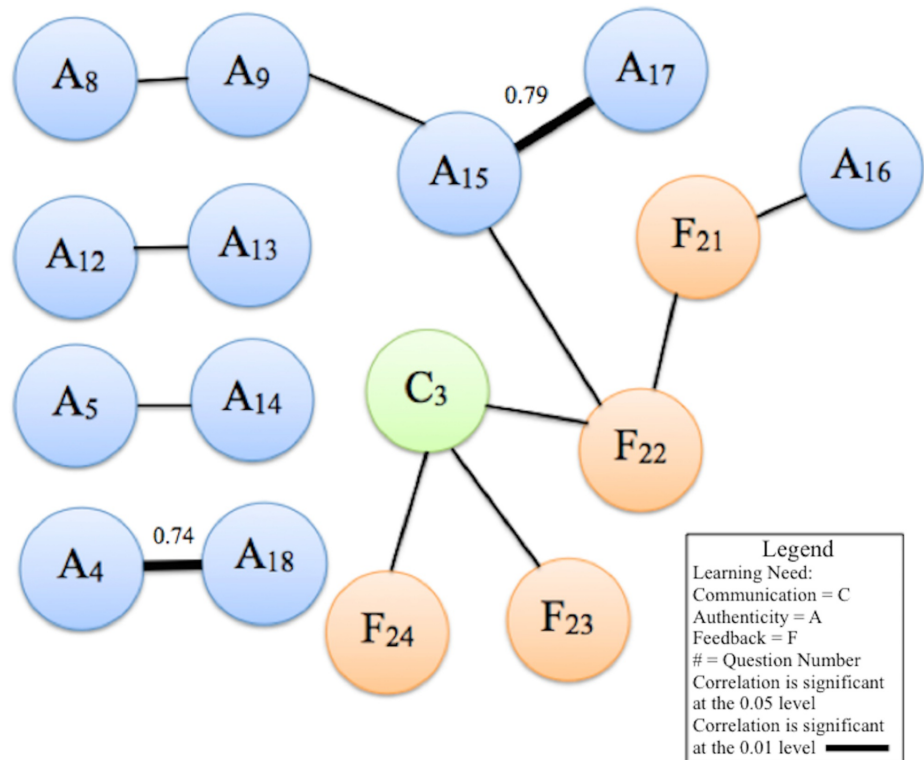 A8
A9
A17
0.79
A15
A16
F21
A12
A13
A5
A14
C3
F22
0.74
A4
A18
F24
F23
Legend
Learning Need:
Communication = C
Authenticity = A
Feedback = F
# = Question Number
Correlation is significant
at the 0.05 level
Correlation is significant
at the 0.01 level